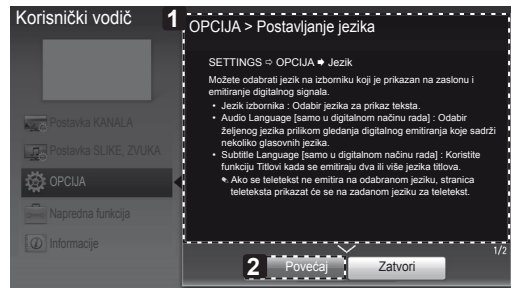 Korisnički vodič
1
OPCIJA > Postavljanje jezika
SETTINGS ⇨ OPCIJA ➡ Jezik
Možete odabrati jezik na izborniku koji je prikazan na zaslonu i
emitiranje digitalnog signala.
• Jezik izbornika : Odabir jezika za prikaz teksta.
• Audio Language [samo u digitalnom načinu rada] : Odabir
željenog jezika prilikom gledanja digitalnog emitiranja koje sadrži
nekoliko glasovnih jezika.
• Subtitle Language [samo u digitalnom načinu rada] : Koristite
funkciju Titlovi kada se emitiraju dva ili više jezika titlova.
Ako se teletekst ne emitira na odabranom jeziku, stranica
teleteksta prikazat će se na zadanom jeziku za teletekst.
Postavka KANALA
Postavka SLIKE, ZVUKA
OPCIJA
Napredna funkcija
Informacije
1/2
2
Povećaj
Zatvori